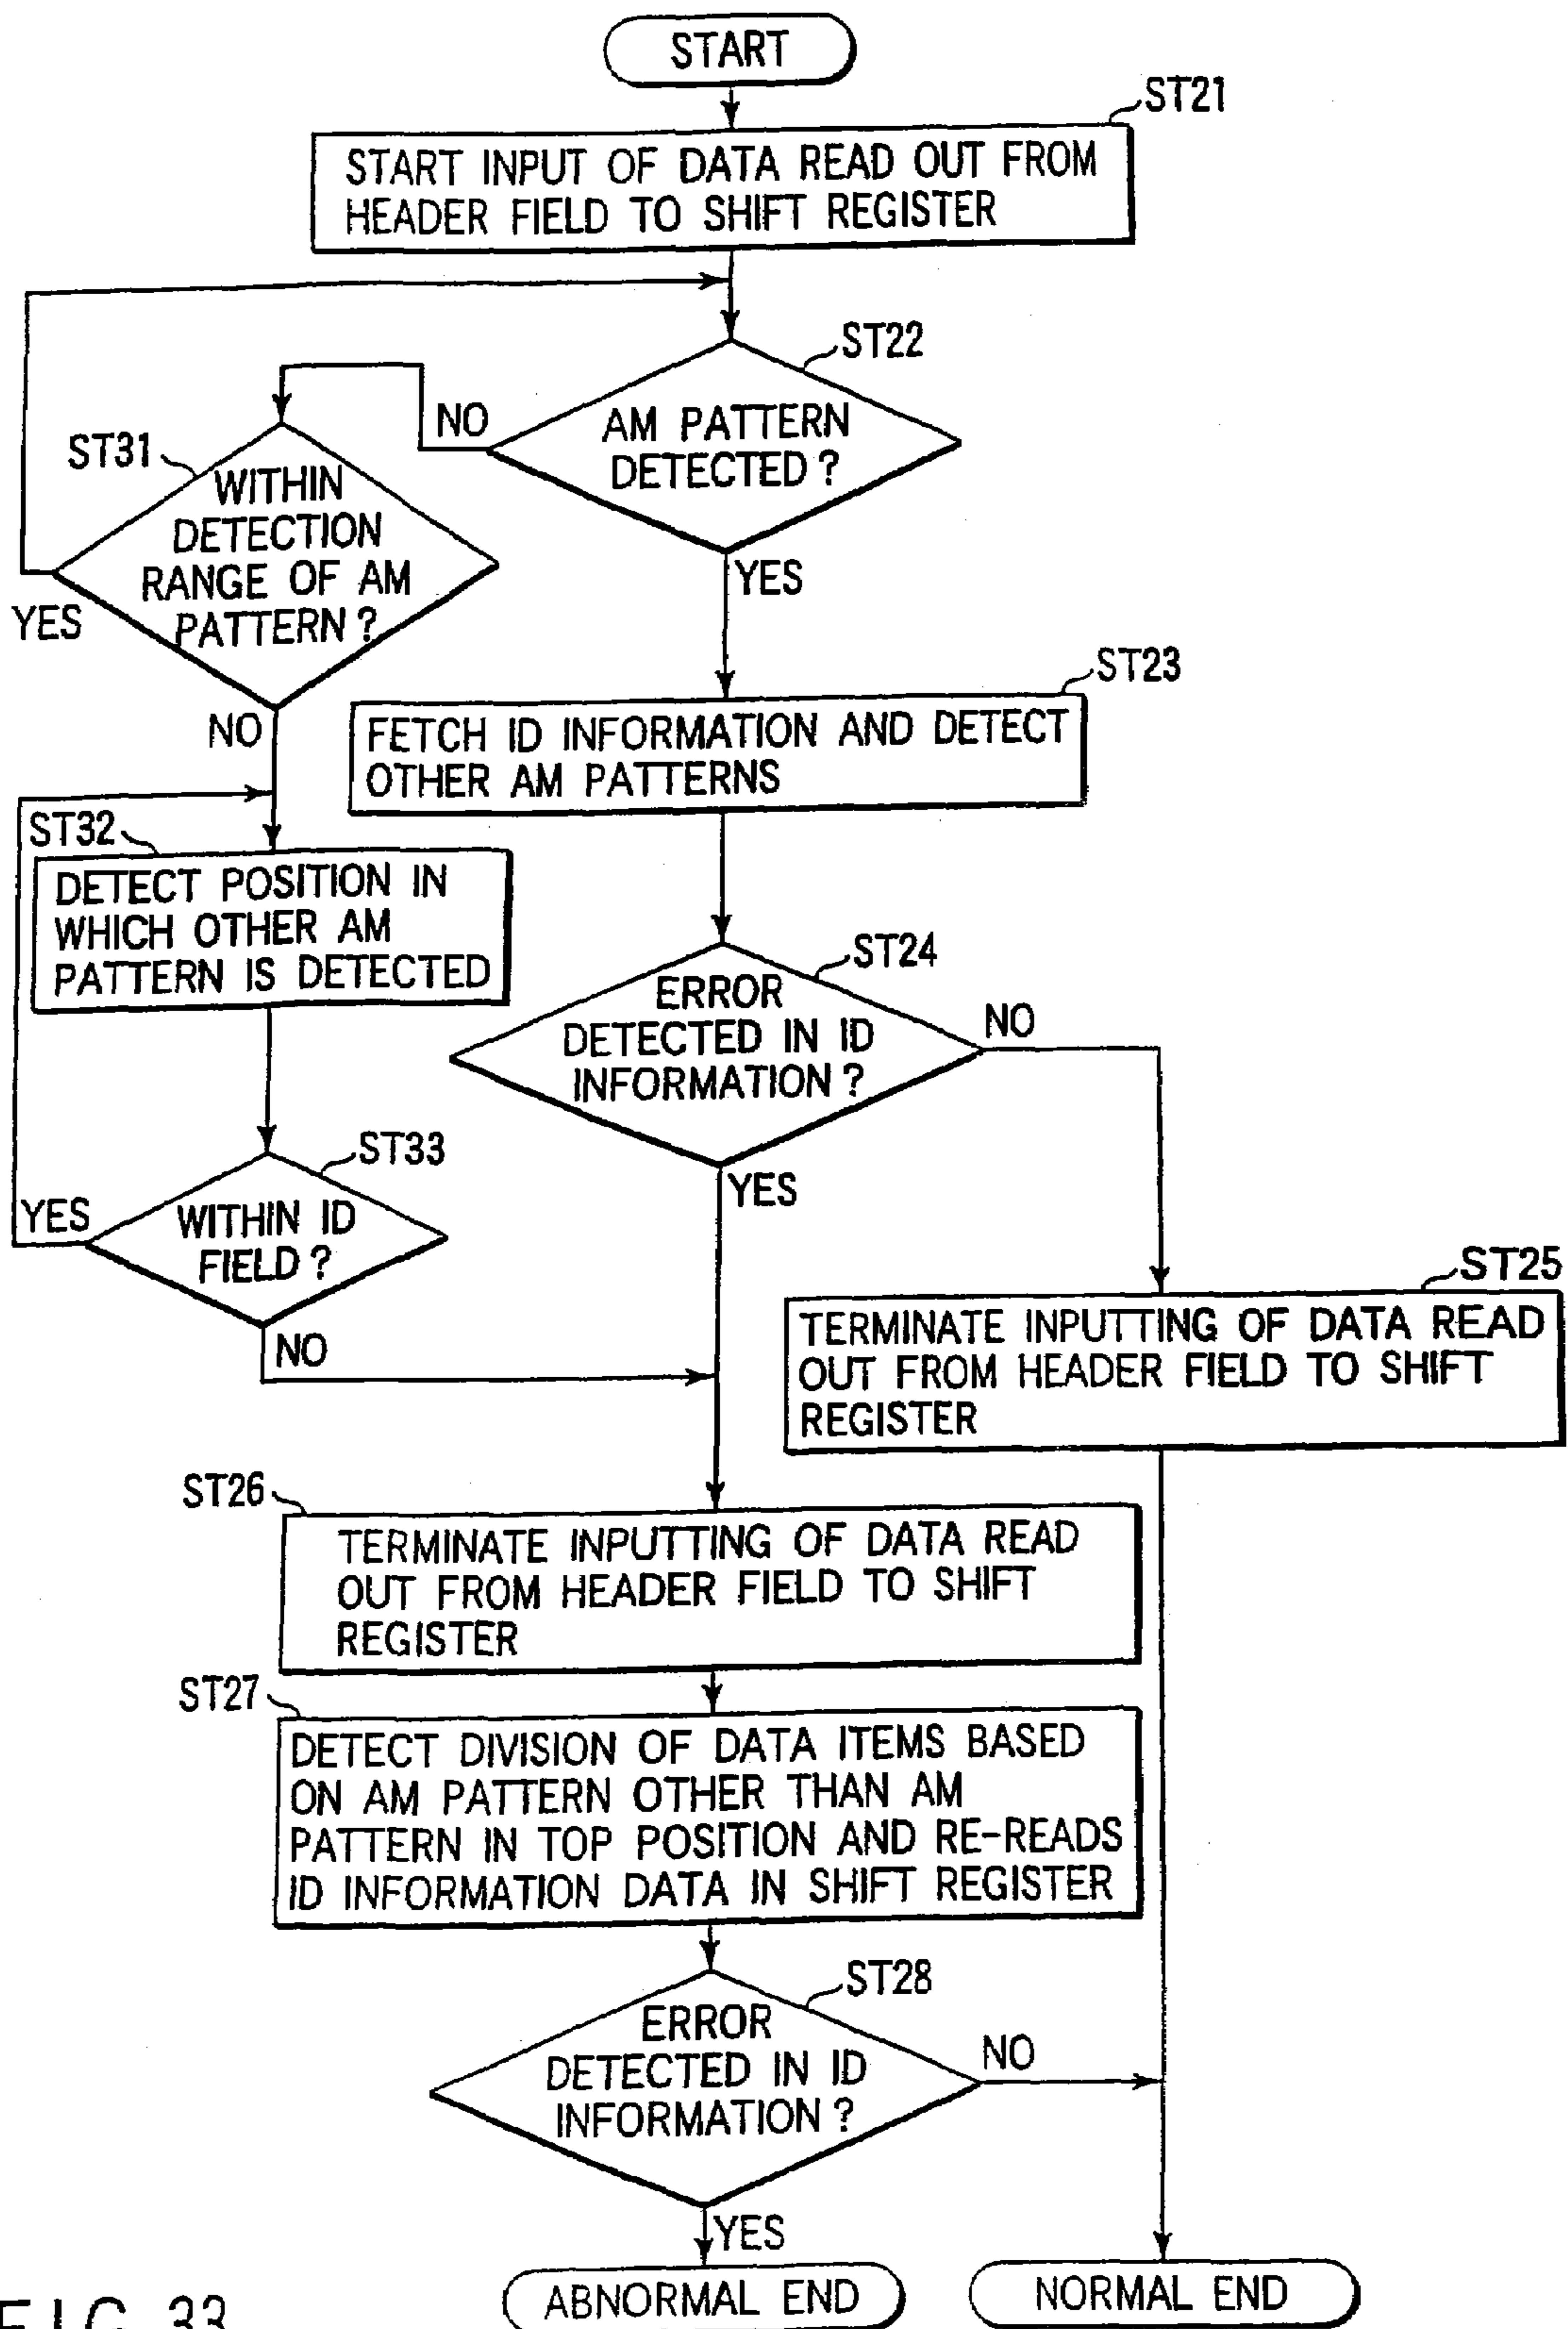 START
ST21
START INPUT OF DATA READ OUT FROM
HEADER FIELD TO SHIFT REGISTER
ST22
AM PATTERN
DETECTED?
NO
YES
ST31
WITHIN
DETECTION
RANGE OF AM
PATTERN?
YES
NO
ST23
FETCH ID INFORMATION AND DETECT
OTHER AM PATTERNS
ST32
DETECT POSITION IN
WHICH OTHER AM
PATTERN IS DETECTED
ST24
ERROR
DETECTED IN ID
INFORMATION?
NO
YES
ST33
WITHIN ID
FIELD?
YES
NO
ST25
TERMINATE INPUTTING OF DATA READ
OUT FROM HEADER FIELD TO SHIFT
REGISTER
ST26
TERMINATE INPUTTING OF DATA READ
OUT FROM HEADER FIELD TO SHIFT
REGISTER
ST27
DETECT DIVISION OF DATA ITEMS BASED
ON AM PATTERN OTHER THAN AM
PATTERN IN TOP POSITION AND RE-READS
ID INFORMATION DATA IN SHIFT REGISTER
ST28
ERROR
DETECTED IN ID
INFORMATION?
NO
YES
ABNORMAL END
NORMAL END
FIG. 33